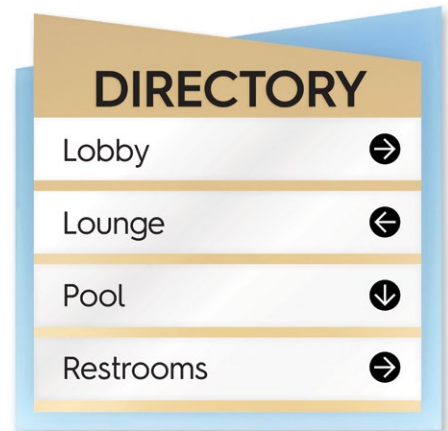 DIRECTORY
Lobby →
Lounge ←
Pool ↓
Restrooms →